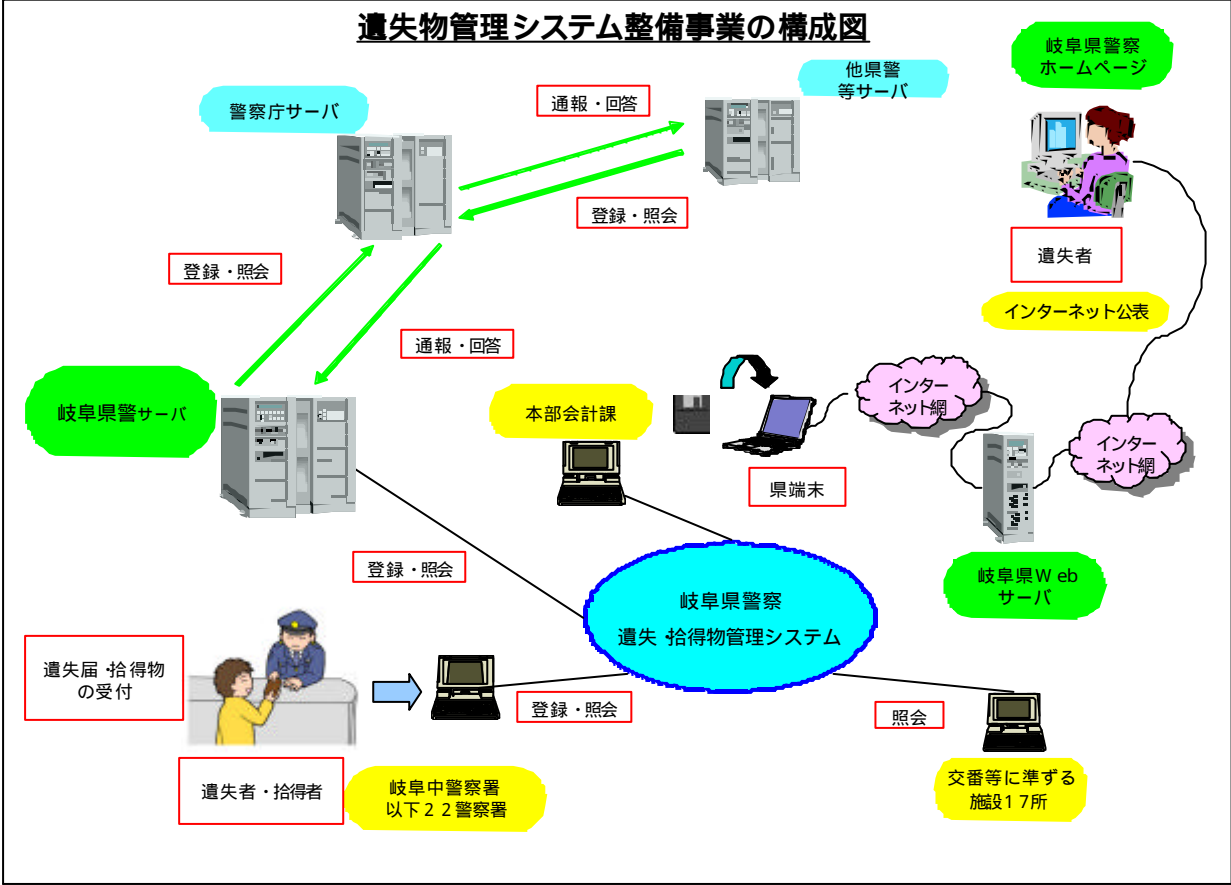 遺失物管理システム整備事業の構成図
岐阜県警察
ホームページ
他県警
等サーバ
警察庁サーバ
通報・回答
登録・照会
遺失者
登録・照会
インターネット公表
通報・回答
岐阜県警サーバ
本部会計課
インター
ネット網
インター
ネット網
県端末
登録・照会
岐阜県Web
サーバ
岐阜県警察
遺失・拾得物管理システム
遺失届・拾得物
の受付
登録・照会
照会
遺失者・拾得者
岐阜中警察署
以下22警察署
交番等に準ずる
施設17所